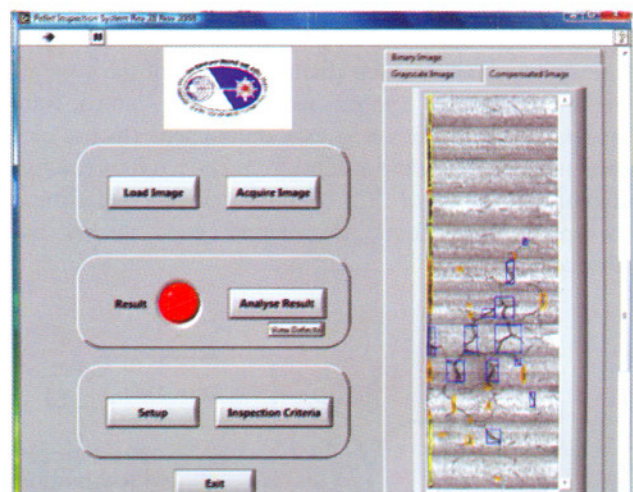 Pellet Inspection System Rev 28 Nov 2008
Binary Image
Grayscale Image
Compensated Image
Load Image
Acquire Image
Result
Analyse Result
View Defects
Setup
Inspection Criteria
Exit